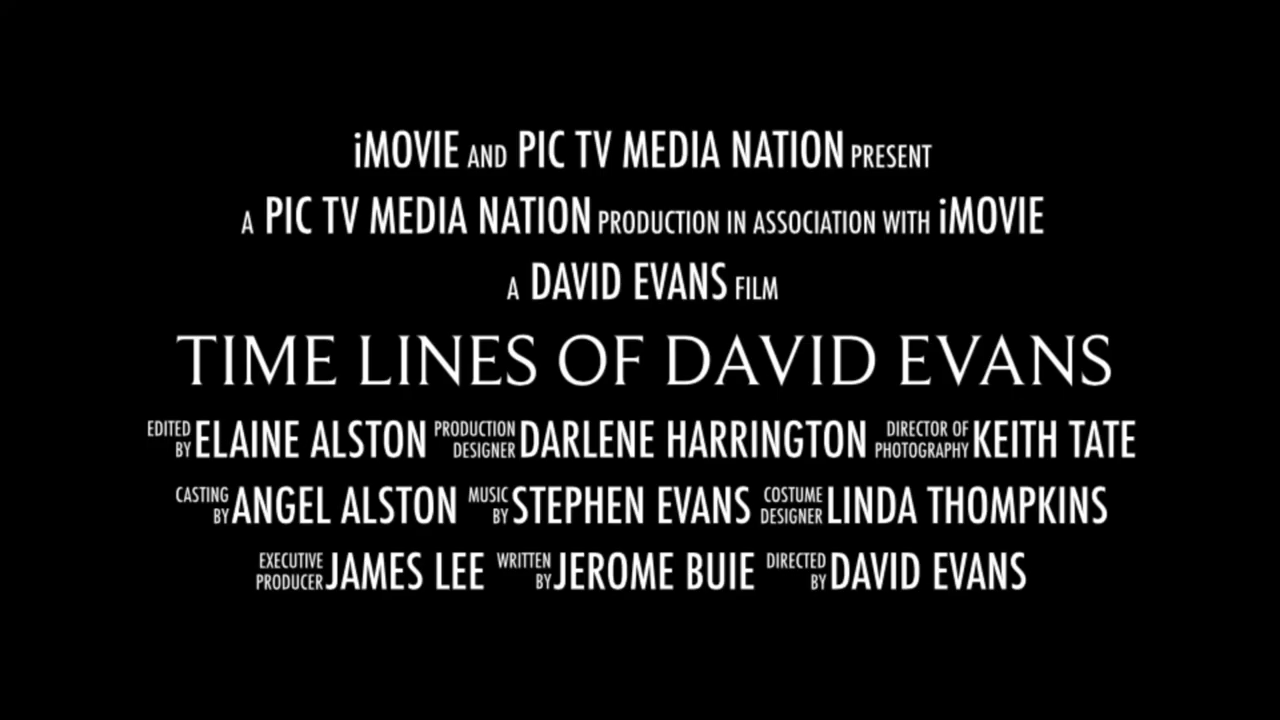 iMOVIE AND PIC TV MEDIA NATION PRESENT
A PIC TV MEDIA NATION PRODUCTION IN ASSOCIATION WITH iMOVIE
A DAVID EVANS FILM
TIME LINES OF DAVID EVANS
EDITED BY ELAINE ALSTON PRODUCTION DESIGNER DARLENE HARRINGTON DIRECTOR OF PHOTOGRAPHY KEITH TATE
CASTING BY ANGEL ALSTON MUSIC BY STEPHEN EVANS COSTUME DESIGNER LINDA THOMPKINS
EXECUTIVE PRODUCER JAMES LEE WRITTEN BY JEROME BUIE DIRECTED BY DAVID EVANS